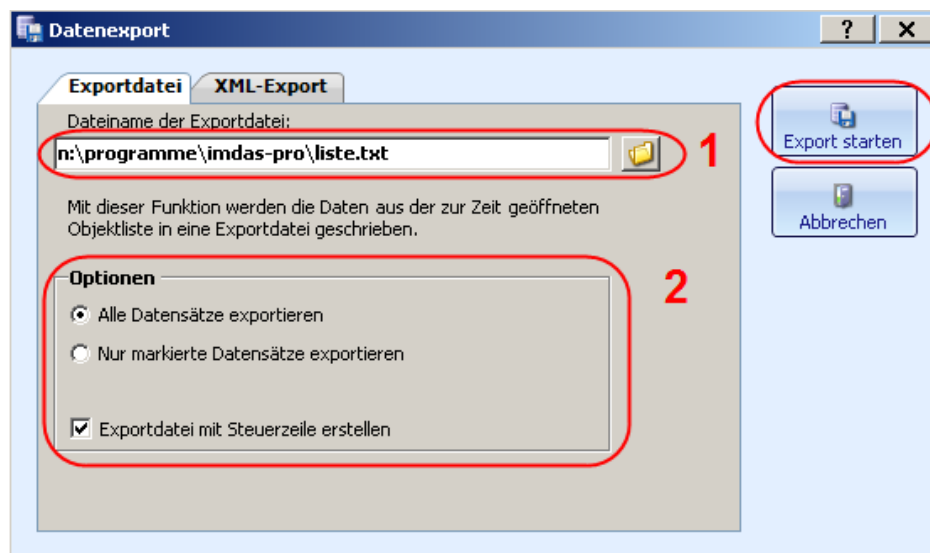 Datenexport
Exportdatei XML-Export
Dateiname der Exportdatei:
n:\programme\imdas-pro\liste.txt
1
Export starten
Abbrechen
Mit dieser Funktion werden die Daten aus der zur Zeit geöffneten
Objektliste in eine Exportdatei geschrieben.
Optionen
2
Alle Datensätze exportieren
Nur markierte Datensätze exportieren
Exportdatei mit Steuerzeile erstellen